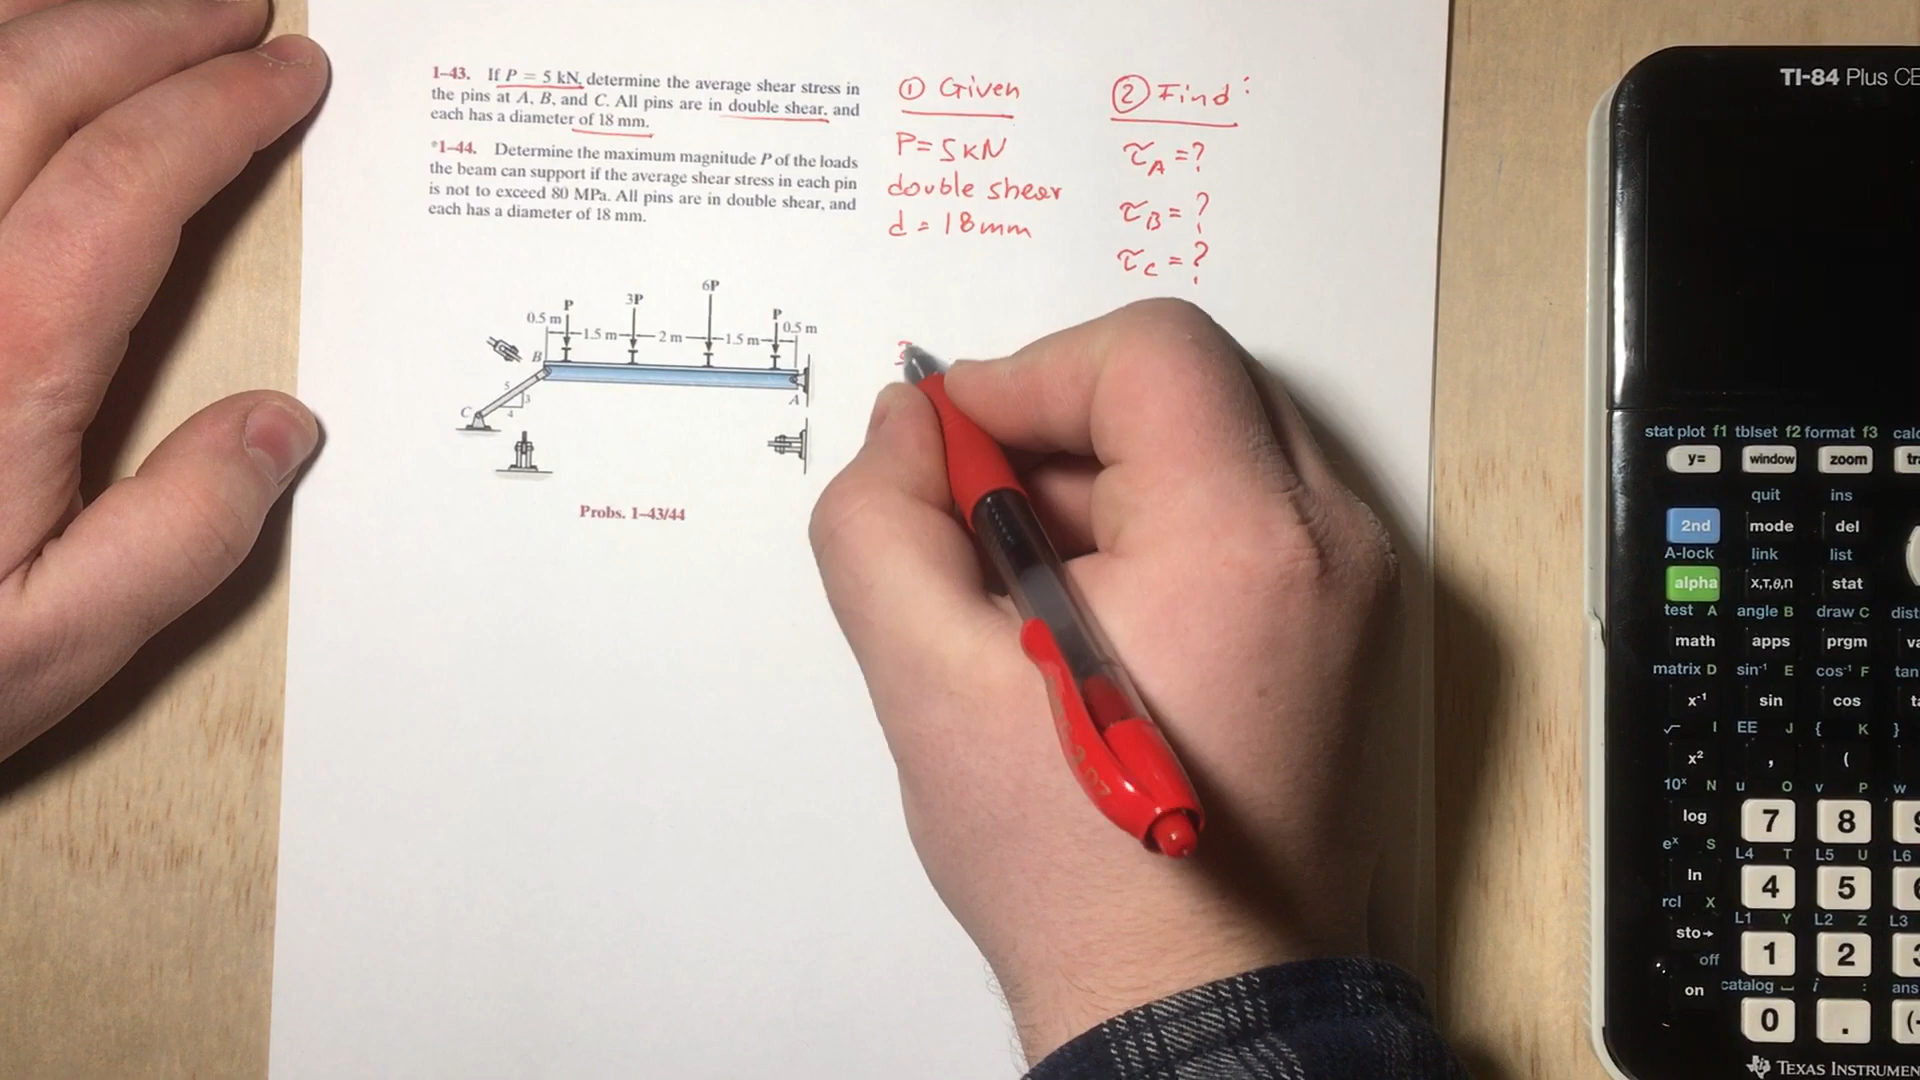 1–43. If P = 5 kN, determine the average shear stress in
the pins at A, B, and C. All pins are in double shear, and
each has a diameter of 18 mm.
*1–44. Determine the maximum magnitude P of the loads
the beam can support if the average shear stress in each pin
is not to exceed 80 MPa. All pins are in double shear, and
each has a diameter of 18 mm.
① Given
P = 5 kN
double shear
d = 18 mm
② Find:
τA = ?
τB = ?
τC = ?
6P
3P
P
P
0.5 m
0.5 m
1.5 m
2 m
1.5 m
B
5
3
4
C
A
Probs. 1–43/44
TI-84 Plus CE
stat plot f1 tblset f2 format f3
y= window zoom
quit ins
2nd mode del
A-lock link list
alpha X,T,θ,n stat
test A angle B draw C
math apps prgm
matrix D sin⁻¹ E cos⁻¹ F
x⁻¹ sin cos
√ I EE J { K }
x² , (
10ˣ N u O v P w
log 7 8
eˣ S L4 T L5 U L6
ln 4 5
rcl X L1 Y L2 Z L3
sto→ 1 2
off catalog i : ans
on 0 . (-
TEXAS INSTRUMEN